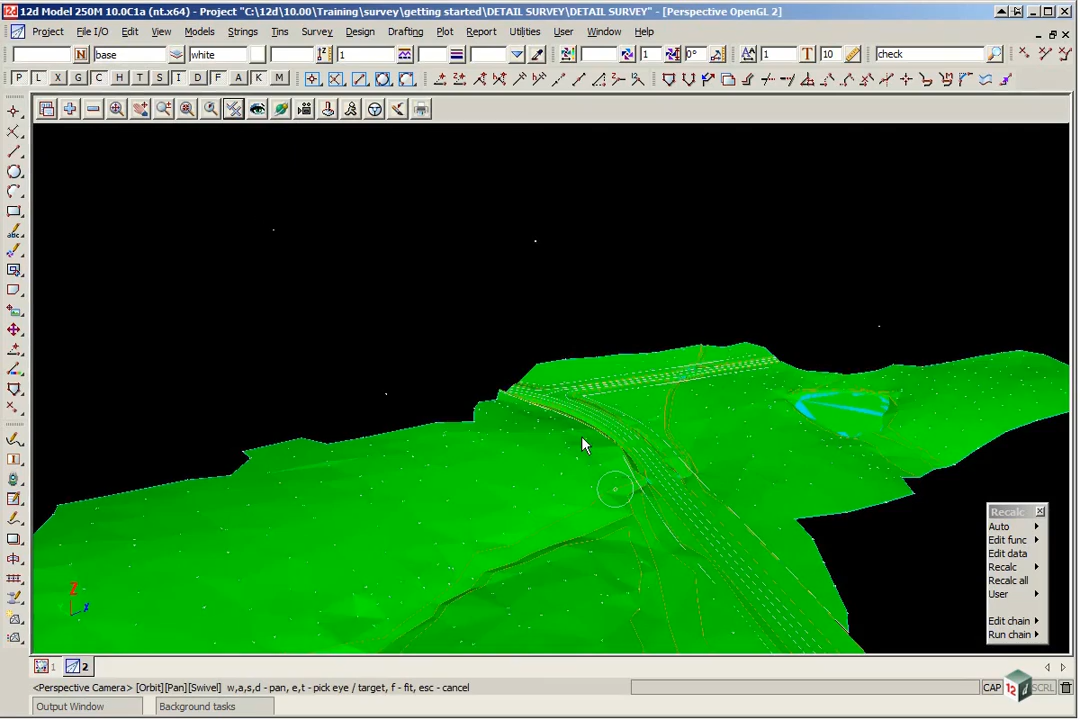 12d Model 250M 10.0C1a (nt.x64) - Project "C:\12d\10.00\Training\survey\getting started\DETAIL SURVEY\DETAIL SURVEY" - [Perspective OpenGL 2]
Project File I/O Edit View Models Strings Tins Survey Design Drafting Plot Report Utilities User Window Help
N base white 1 1 0° A 1 T 10 check
P L X G C H T S I D F A K M
abc
Z
x
Recalc
Auto
Edit func
Edit data
Recalc
Recalc all
User
Edit chain
Run chain
1 2
<Perspective Camera> [Orbit][Pan][Swivel] w,a,s,d - pan, e,t - pick eye / target, f - fit, esc - cancel
CAP 12d SCRL
Output Window Background tasks